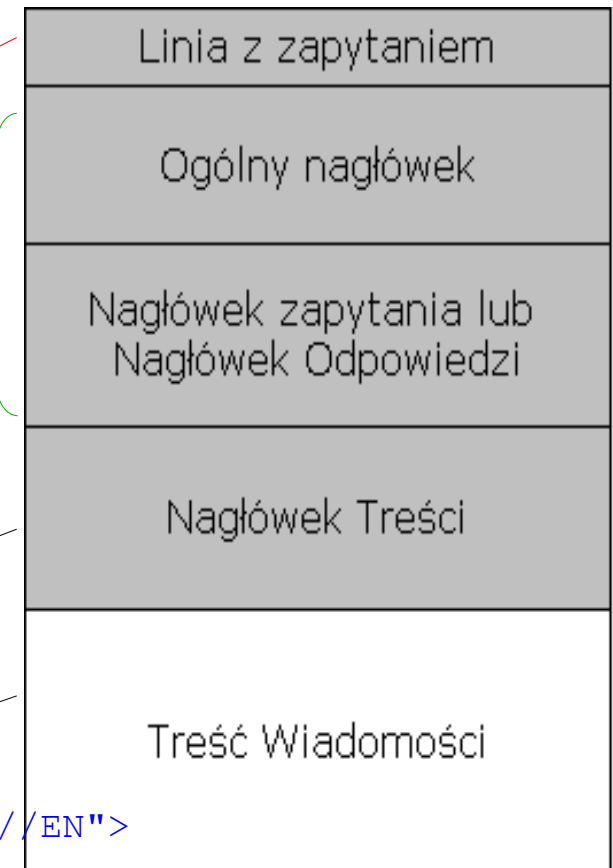 Linia z zapytaniem
Ogólny nagłówek
Nagłówek zapytania lub
Nagłówek Odpowiedzi
Nagłówek Treści
Treść Wiadomości
//EN">